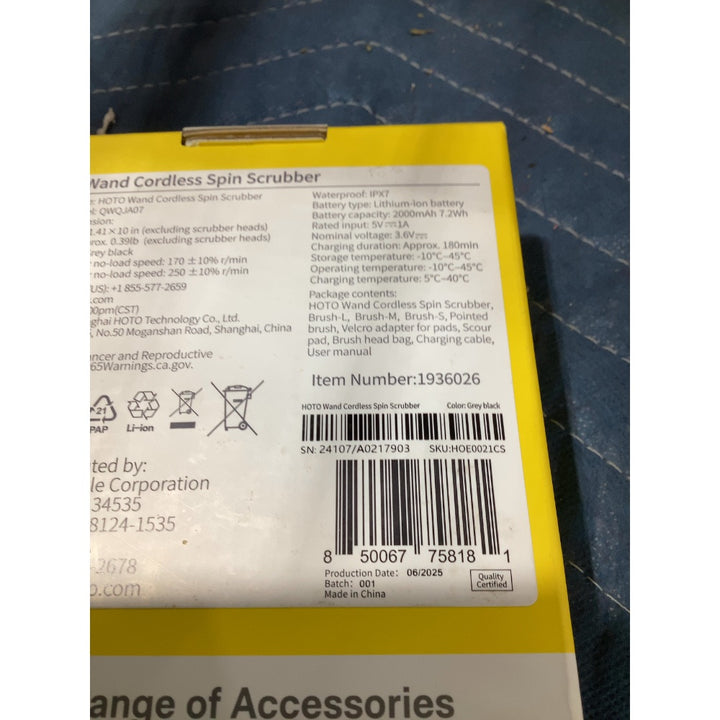 Wand Cordless Spin Scrubber
: HOTO Wand Cordless Spin Scrubber
: QWQJA07
nsion:
1.41×10 in (excluding scrubber heads)
rox. 0.39lb (excluding scrubber heads)
Grey black
no-load speed: 170 ±10% r/min
no-load speed: 250 ±10% r/min
(US): +1 855-577-2659
.com
00pm(CST)
ghai HOTO Technology Co., Ltd.
, No.50 Moganshan Road, Shanghai, China
ancer and Reproductive
65Warnings.ca.gov.
Waterproof: IPX7
Battery type: Lithium-ion battery
Battery capacity: 2000mAh 7.2Wh
Rated input: 5V⎓1A
Nominal voltage: 3.6V⎓
Charging duration: Approx. 180min
Storage temperature: -10°C~45°C
Operating temperature: -10°C~45°C
Charging temperature: 5°C~40°C
Package contents:
HOTO Wand Cordless Spin Scrubber,
Brush-L, Brush-M, Brush-S, Pointed
brush, Velcro adapter for pads, Scour
pad, Brush head bag, Charging cable,
User manual
Item Number:1936026
21
PAP
Li-ion
HOTO Wand Cordless Spin Scrubber Color: Grey black
SN: 24107/A0217903 SKU:HOE0021CS
8 50067 75818 1
Production Date: 06/2025
Batch: 001
Made in China
Quality
Certified
ted by:
le Corporation
34535
8124-1535
-2678
o.com
ange of Accessories